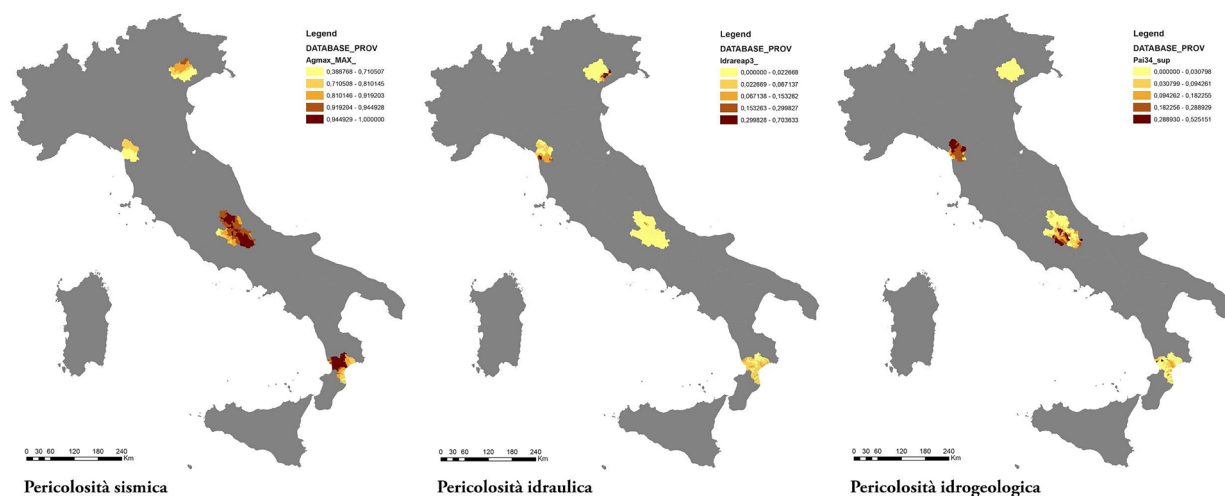 Legend
DATABASE_PROV
Agmax_MAX_
0,388768 - 0,710507
0,710508 - 0,810145
0,810146 - 0,919203
0,919204 - 0,944928
0,944929 - 1,000000
0 30 60 120 180 240
Km
Pericolosità sismica
Legend
DATABASE_PROV
Idrareap3_
0,000000 - 0,022668
0,022669 - 0,067137
0,067138 - 0,153262
0,153263 - 0,299827
0,299828 - 0,703633
0 30 60 120 180 240
Km
Pericolosità idraulica
Legend
DATABASE_PROV
Pai34_sup
0,000000 - 0,030798
0,030799 - 0,094261
0,094262 - 0,182255
0,182256 - 0,288929
0,288930 - 0,525151
0 30 60 120 180 240
Km
Pericolosità idrogeologica